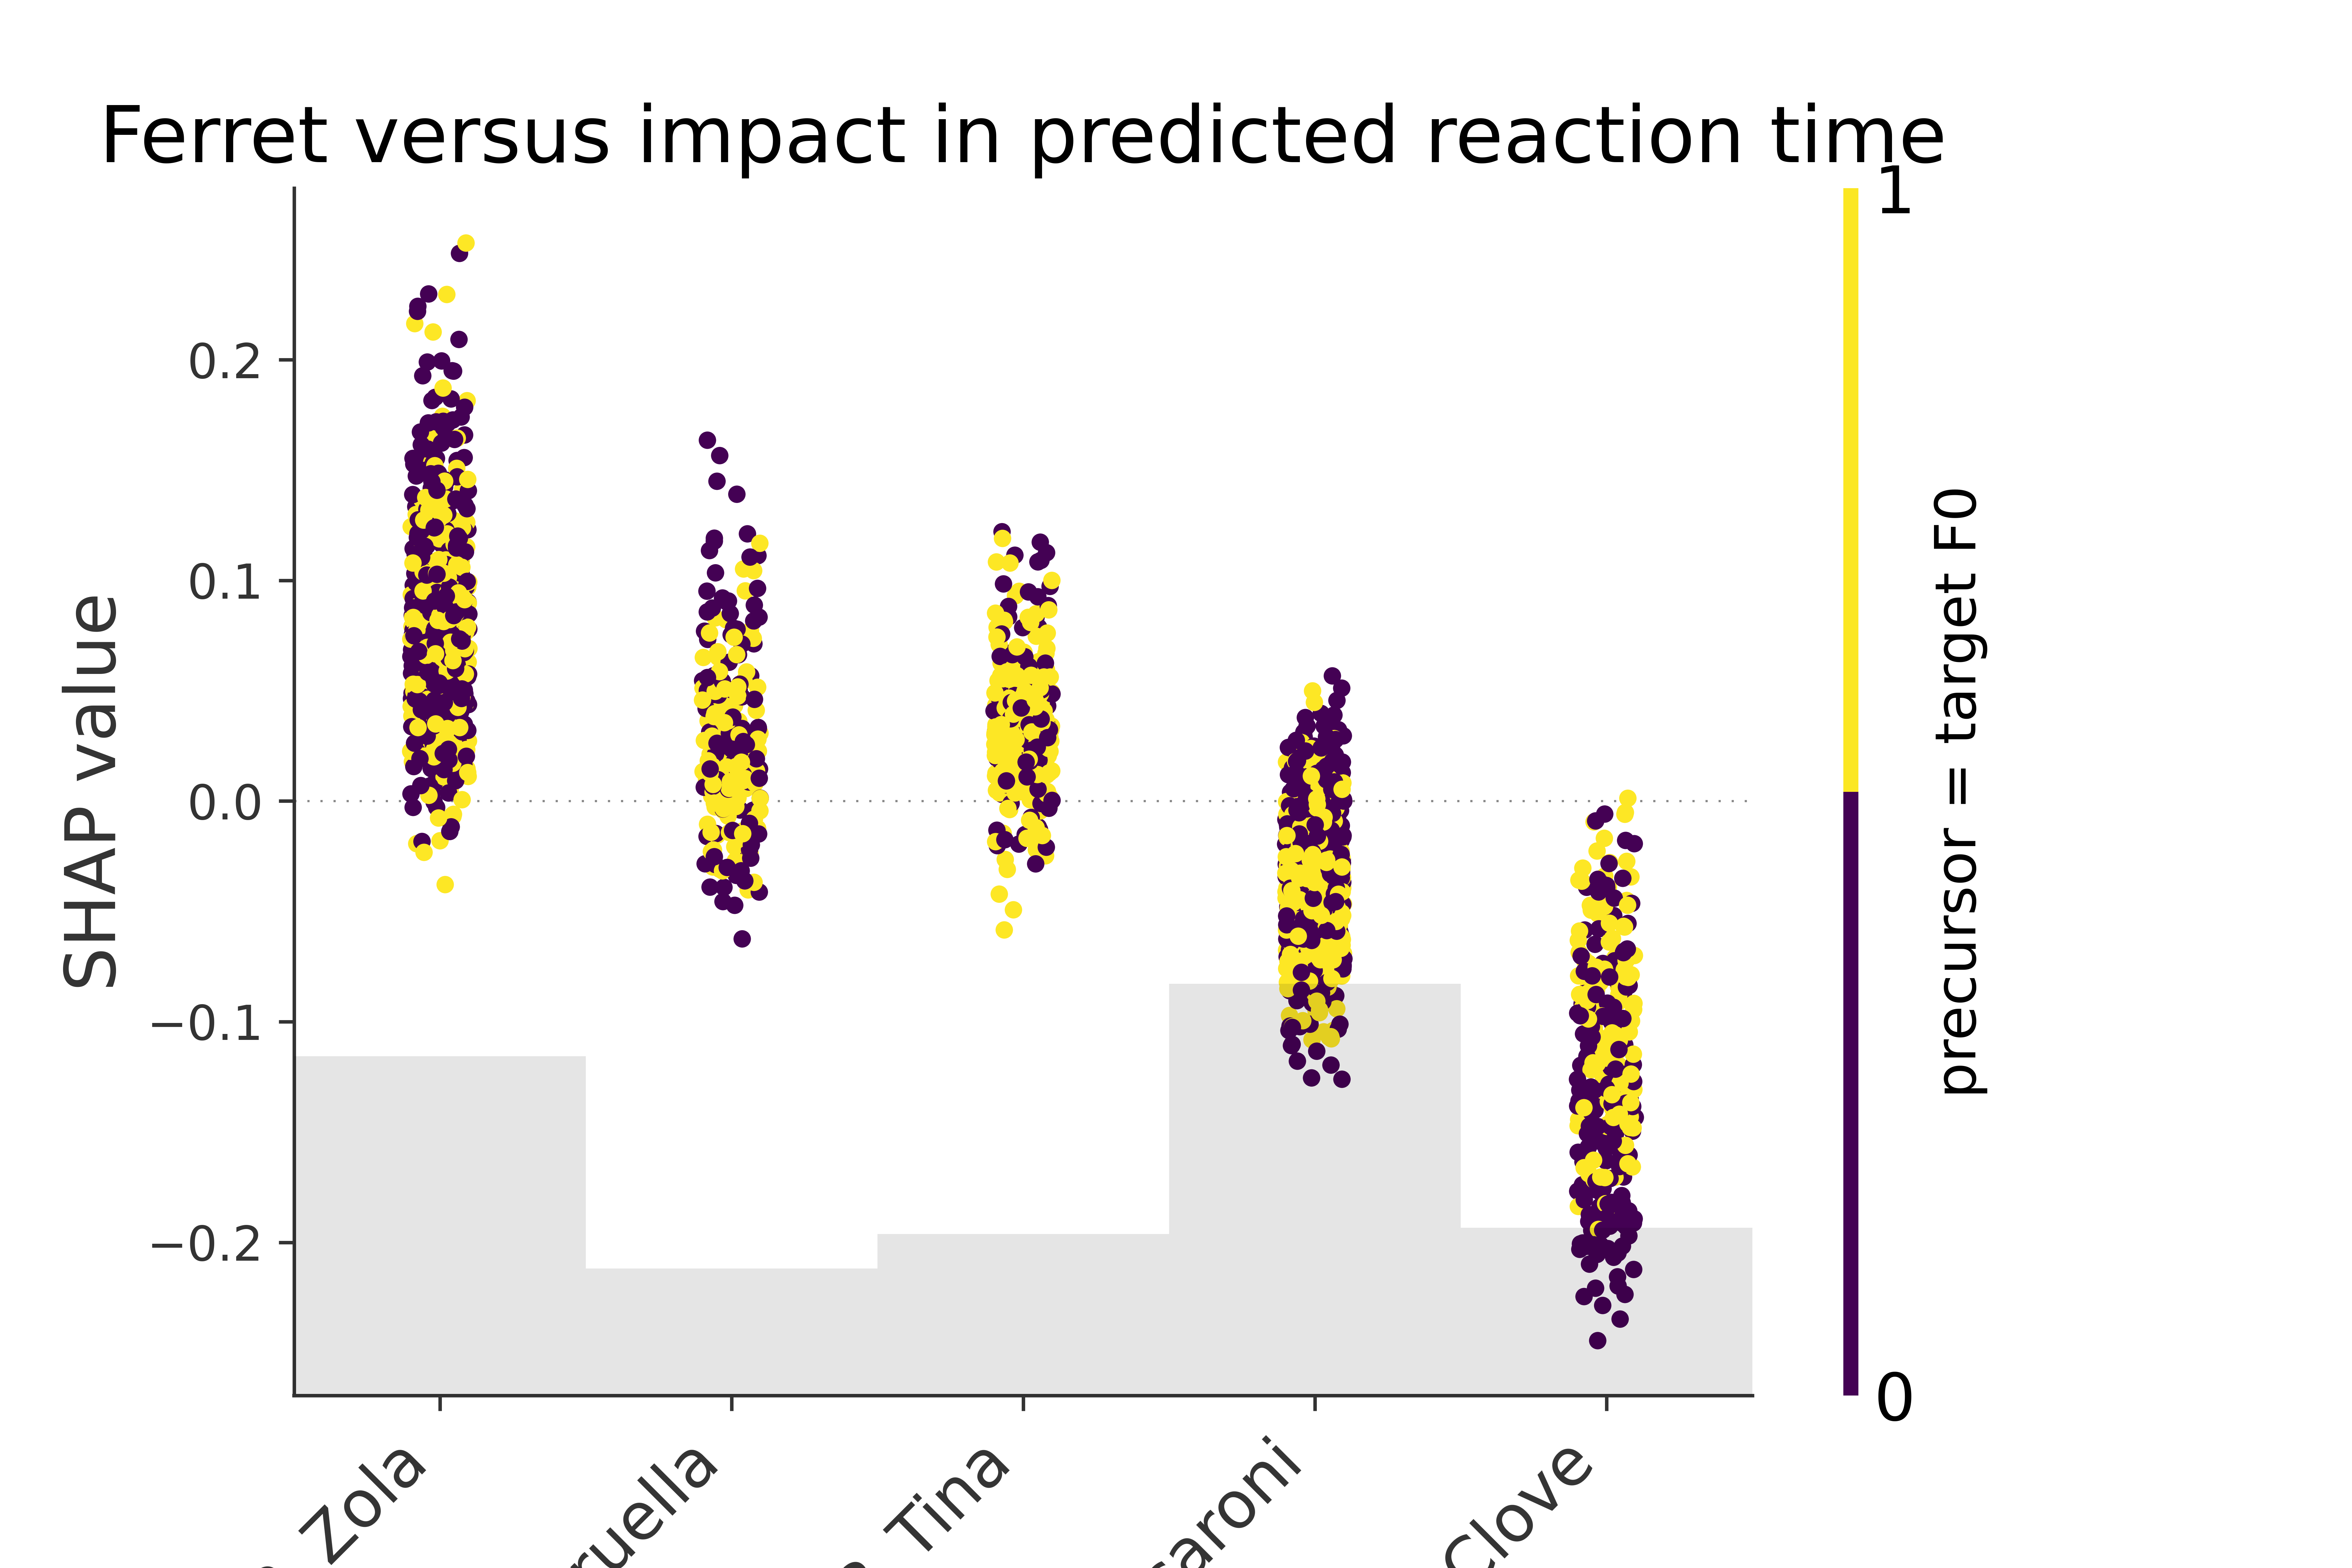 Ferret versus impact in predicted reaction time
1
0.2
0.1
0.0
−0.1
−0.2
SHAP value
precursor = target F0
0
Zola
ruella
Tina
saroni
Clove